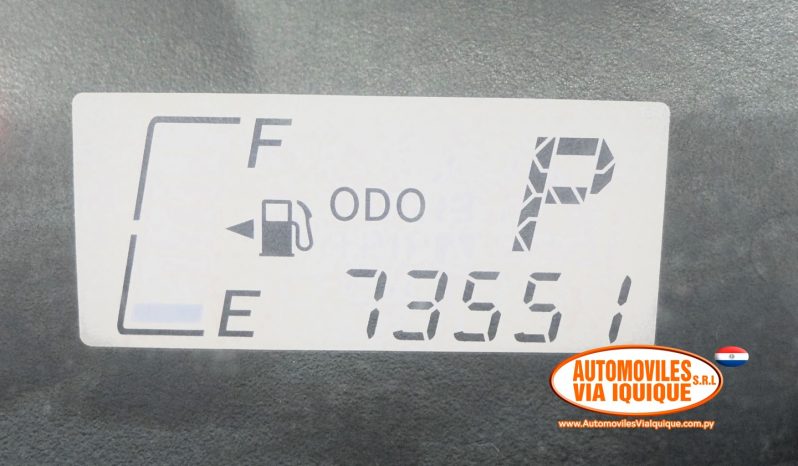 F
P
ODO
E
73551
AUTOMOVILES
VIA IQUIQUE S.R.L
www.AutomovilesViaIquique.com.py